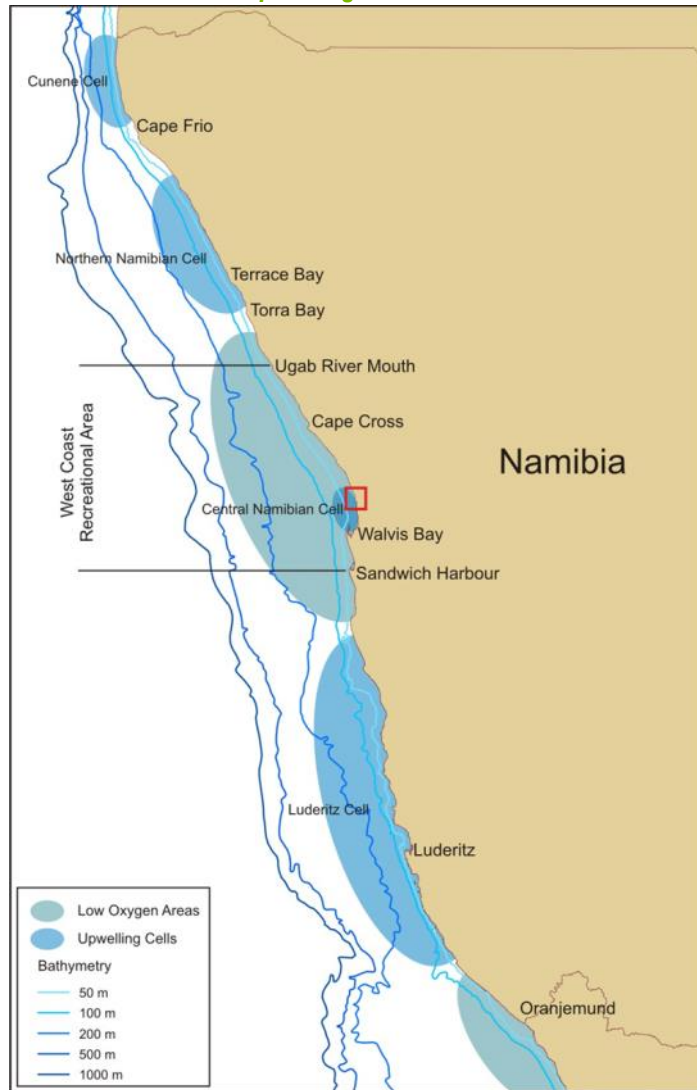 Cunene Cell
Cape Frio
Northern Namibian Cell
Terrace Bay
Torra Bay
Ugab River Mouth
Cape Cross
West Coast
Recreational Area
Namibia
Central Namibian Cell
Walvis Bay
Sandwich Harbour
Luderitz Cell
Luderitz
Low Oxygen Areas
Upwelling Cells
Bathymetry
50 m
100 m
200 m
500 m
1000 m
Oranjemund